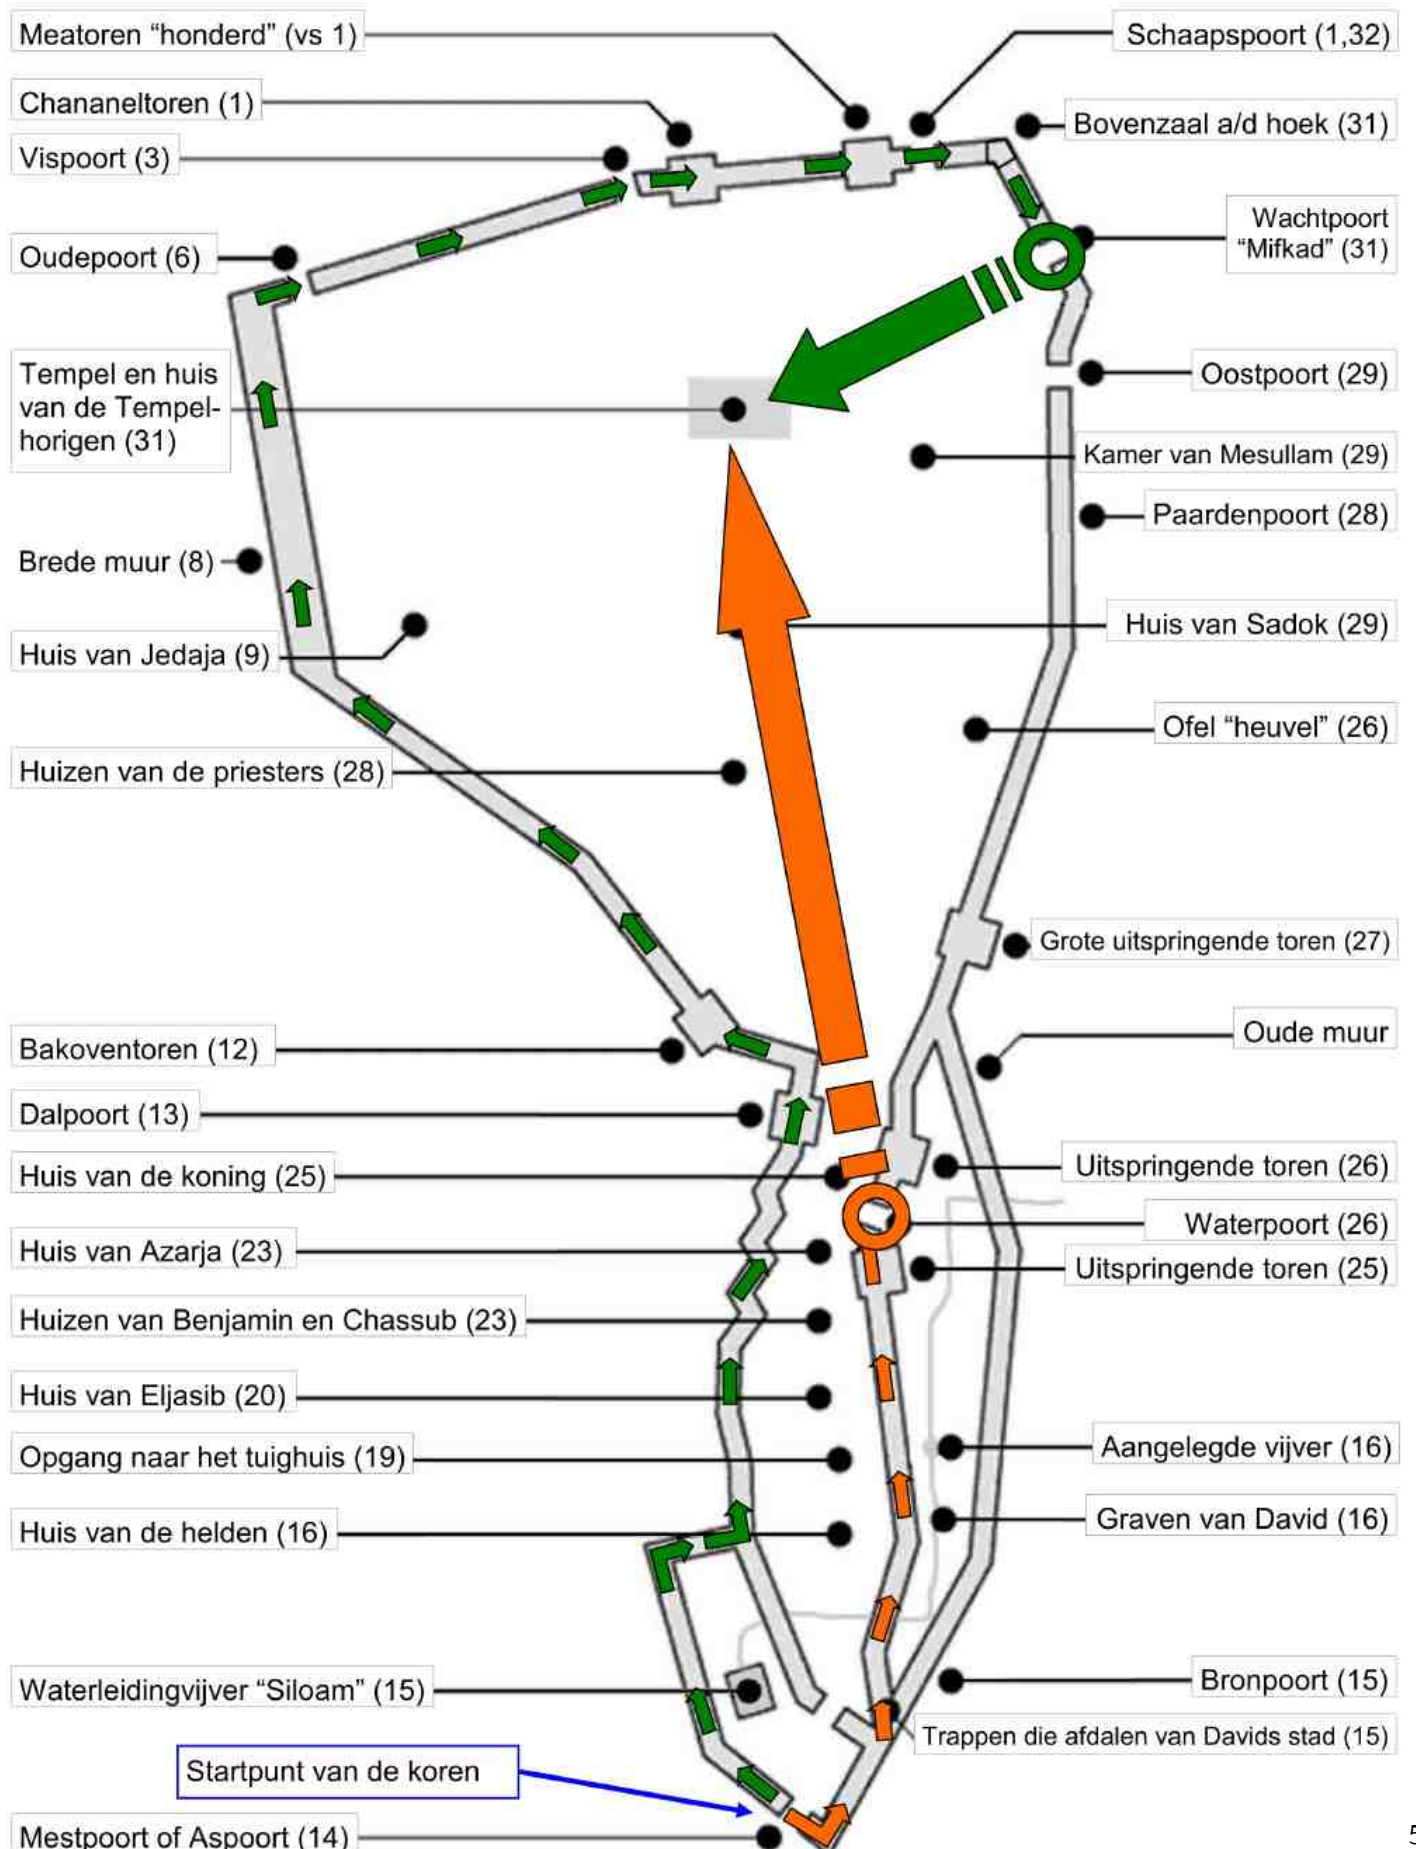 Meatoren “honderd” (vs 1)
Schaapspoort (1,32)
Chananeltoren (1)
Bovenzaal a/d hoek (31)
Vispoort (3)
Wachtpoort
“Mifkad” (31)
Oudepoort (6)
Tempel en huis
van de Tempel-
horigen (31)
Oostpoort (29)
Kamer van Mesullam (29)
Paardenpoort (28)
Brede muur (8)
Huis van Sadok (29)
Huis van Jedaja (9)
Ofel “heuvel” (26)
Huizen van de priesters (28)
Grote uitspringende toren (27)
Oude muur
Bakoventoren (12)
Dalpoort (13)
Uitspringende toren (26)
Huis van de koning (25)
Waterpoort (26)
Huis van Azarja (23)
Uitspringende toren (25)
Huizen van Benjamin en Chassub (23)
Huis van Eljasib (20)
Opgang naar het tuighuis (19)
Aangelegde vijver (16)
Huis van de helden (16)
Graven van David (16)
Waterleidingvijver “Siloam” (15)
Bronpoort (15)
Trappen die afdalen van Davids stad (15)
Startpunt van de koren
Mestpoort of Aspoort (14)
5